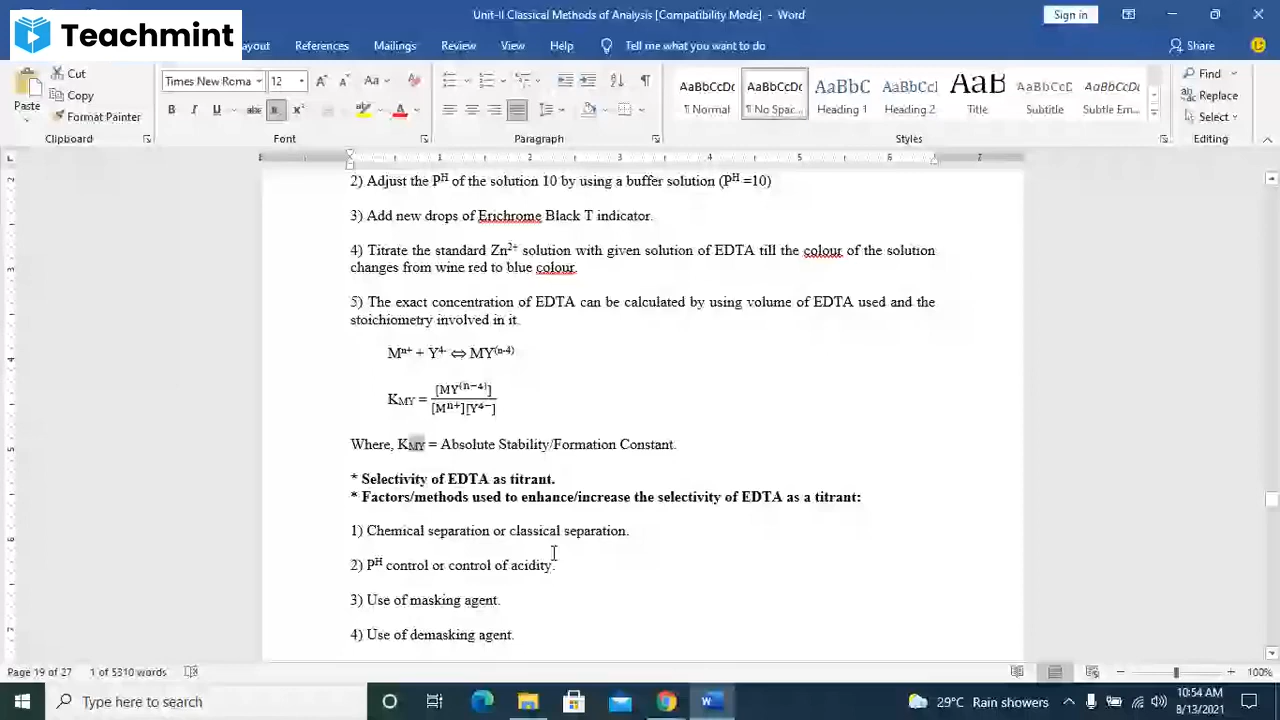 Unit-II Classical Methods of Analysis [Compatibility Mode] - Word
Sign in
Teachmint
ayout References Mailings Review View Help Tell me what you want to do Share
Cut
Copy
Format Painter
Paste
Times New Roma 12
AaBbCcDc AaBbCcDc AaBbC AaBbCcI AaB AaBbCcC AaBbCcDc
¶ Normal ¶ No Spac... Heading 1 Heading 2 Title Subtitle Subtle Em...
Find
Replace
Select
Clipboard Font Paragraph Styles Editing
2) Adjust the Pᴴ of the solution 10 by using a buffer solution (Pᴴ =10)
3) Add new drops of Erichrome Black T indicator.
4) Titrate the standard Zn²⁺ solution with given solution of EDTA till the colour of the solution
changes from wine red to blue colour.
5) The exact concentration of EDTA can be calculated by using volume of EDTA used and the
stoichiometry involved in it.
Mⁿ⁺ + Y⁴⁻ ⇔ MY⁽ⁿ⁻⁴⁾
K_MY = [MY⁽ⁿ⁻⁴⁾] / [Mⁿ⁺][Y⁴⁻]
Where, K_MY = Absolute Stability/Formation Constant.
* Selectivity of EDTA as titrant.
* Factors/methods used to enhance/increase the selectivity of EDTA as a titrant:
1) Chemical separation or classical separation.
2) Pᴴ control or control of acidity.
3) Use of masking agent.
4) Use of demasking agent.
Page 19 of 27 1 of 5310 words 100%
Type here to search
29°C Rain showers
10:54 AM
8/13/2021